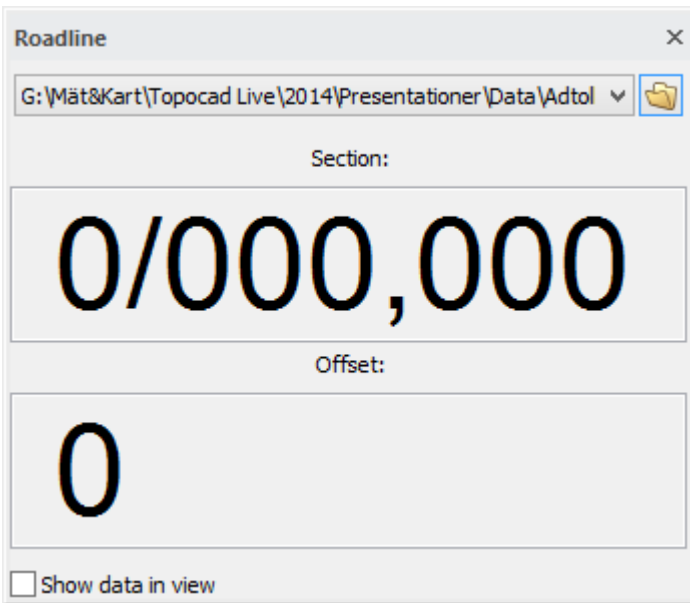 Roadline
G:\Mät&Kart\Topocad Live\2014\Presentationer\Data\Adtol
Section:
0/000,000
Offset:
0
Show data in view